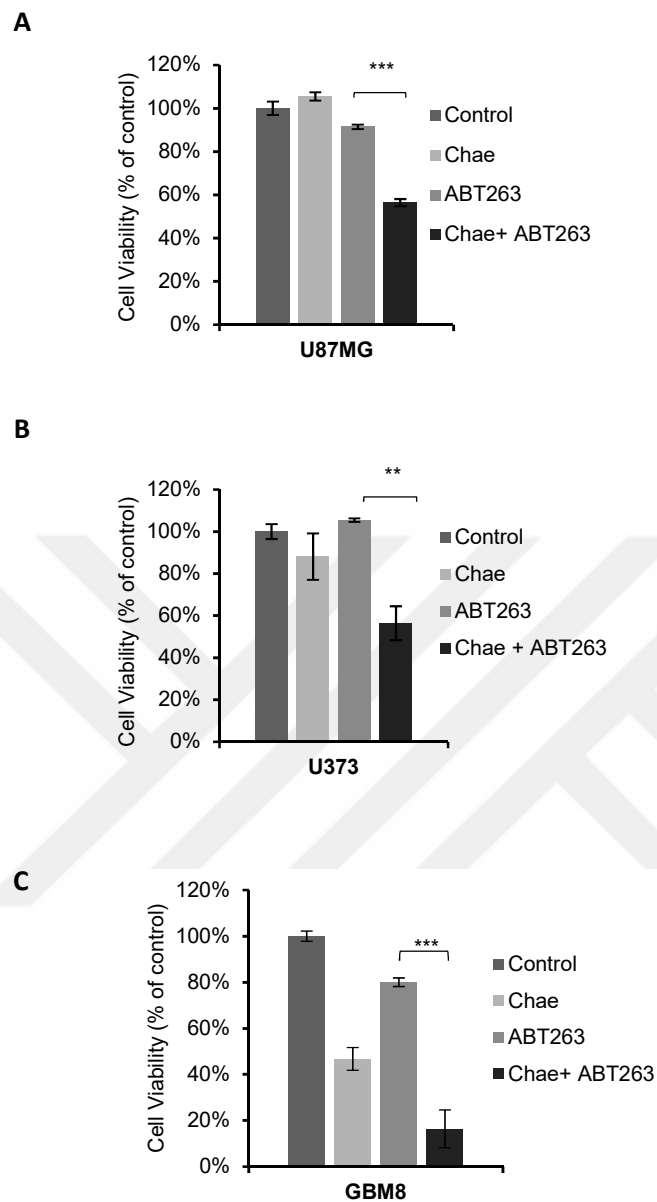 A
120%
100%
80%
60%
40%
20%
0%
Cell Viability (% of control)
***
Control
Chae
ABT263
Chae+ ABT263
U87MG
B
120%
100%
80%
60%
40%
20%
0%
Cell Viability (% of control)
**
Control
Chae
ABT263
Chae + ABT263
U373
C
120%
100%
80%
60%
40%
20%
0%
Cell Viability (% of control)
***
Control
Chae
ABT263
Chae+ ABT263
GBM8